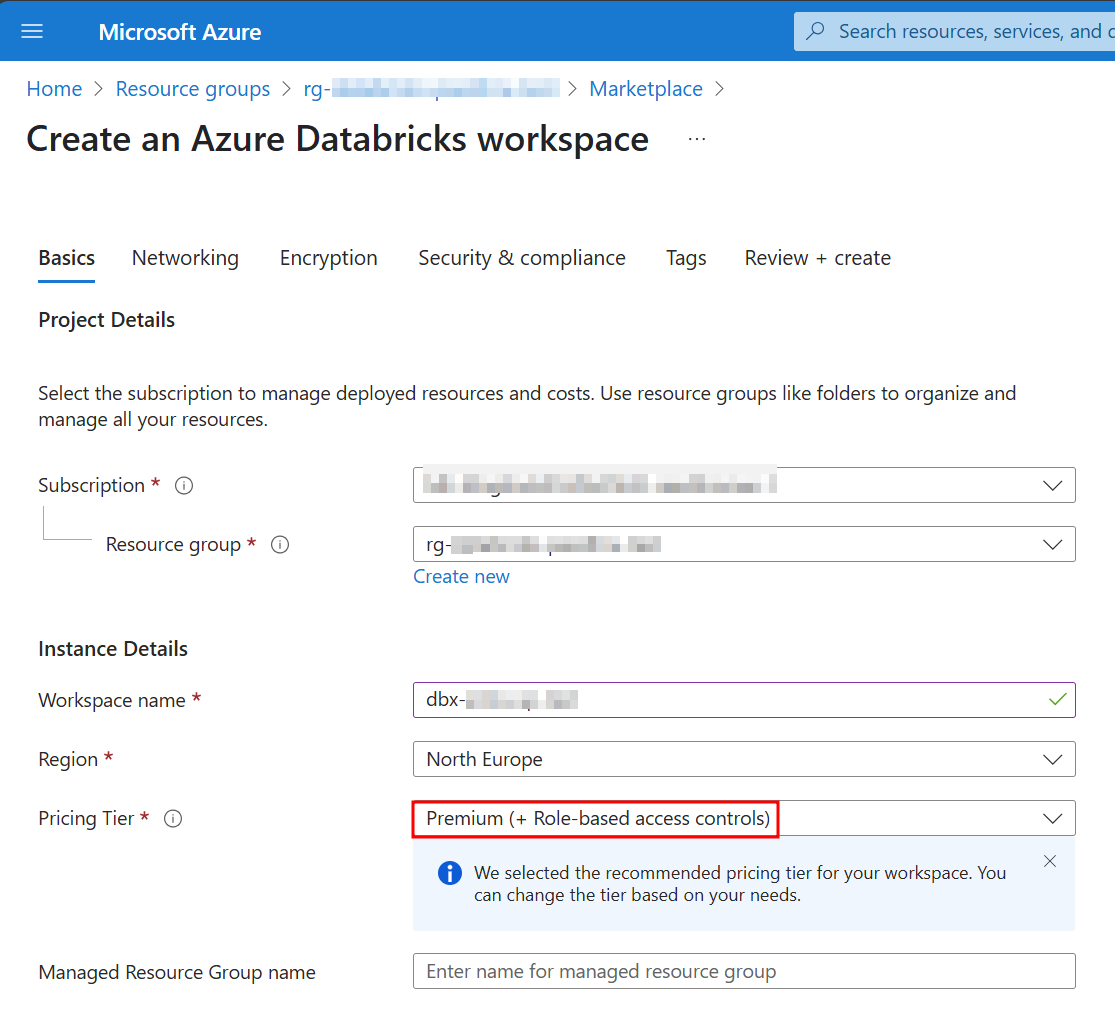 Microsoft Azure
Search resources, services, and
Home > Resource groups > rg- > Marketplace >
Create an Azure Databricks workspace ...
Basics Networking Encryption Security & compliance Tags Review + create
Project Details
Select the subscription to manage deployed resources and costs. Use resource groups like folders to organize and
manage all your resources.
Subscription *
Resource group * rg-
Create new
Instance Details
Workspace name * dbx-
Region * North Europe
Pricing Tier * Premium (+ Role-based access controls)
We selected the recommended pricing tier for your workspace. You
can change the tier based on your needs.
Managed Resource Group name Enter name for managed resource group